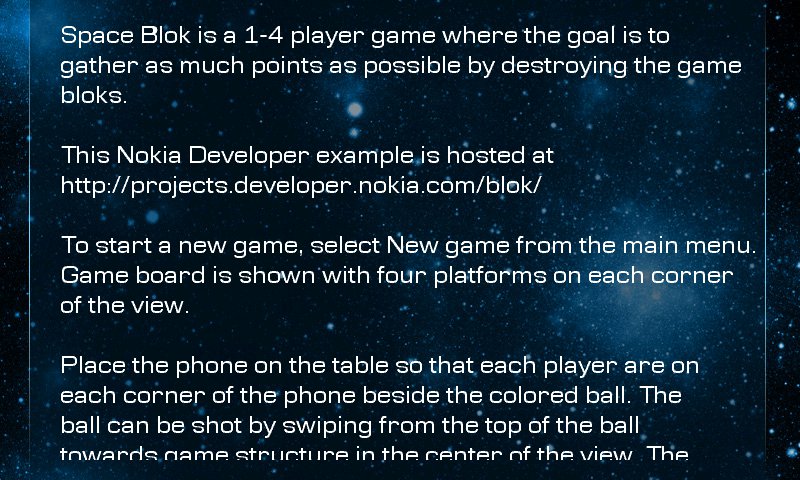 Space Blok is a 1-4 player game where the goal is to
gather as much points as possible by destroying the game
bloks.
This Nokia Developer example is hosted at
http://projects.developer.nokia.com/blok/
To start a new game, select New game from the main menu.
Game board is shown with four platforms on each corner
of the view.
Place the phone on the table so that each player are on
each corner of the phone beside the colored ball. The
ball can be shot by swiping from the top of the ball
towards game structure in the center of the view. The